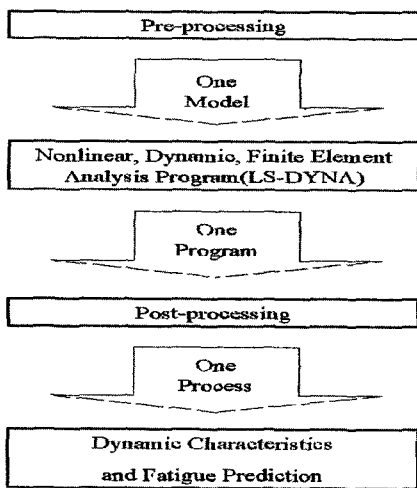 Pre-processing
One
Model
Nonlinear, Dynamic, Finite Element
Analysis Program(LS-DYNA)
One
Program
Post-processing
One
Process
Dynamic Characteristics
and Fatigue Prediction